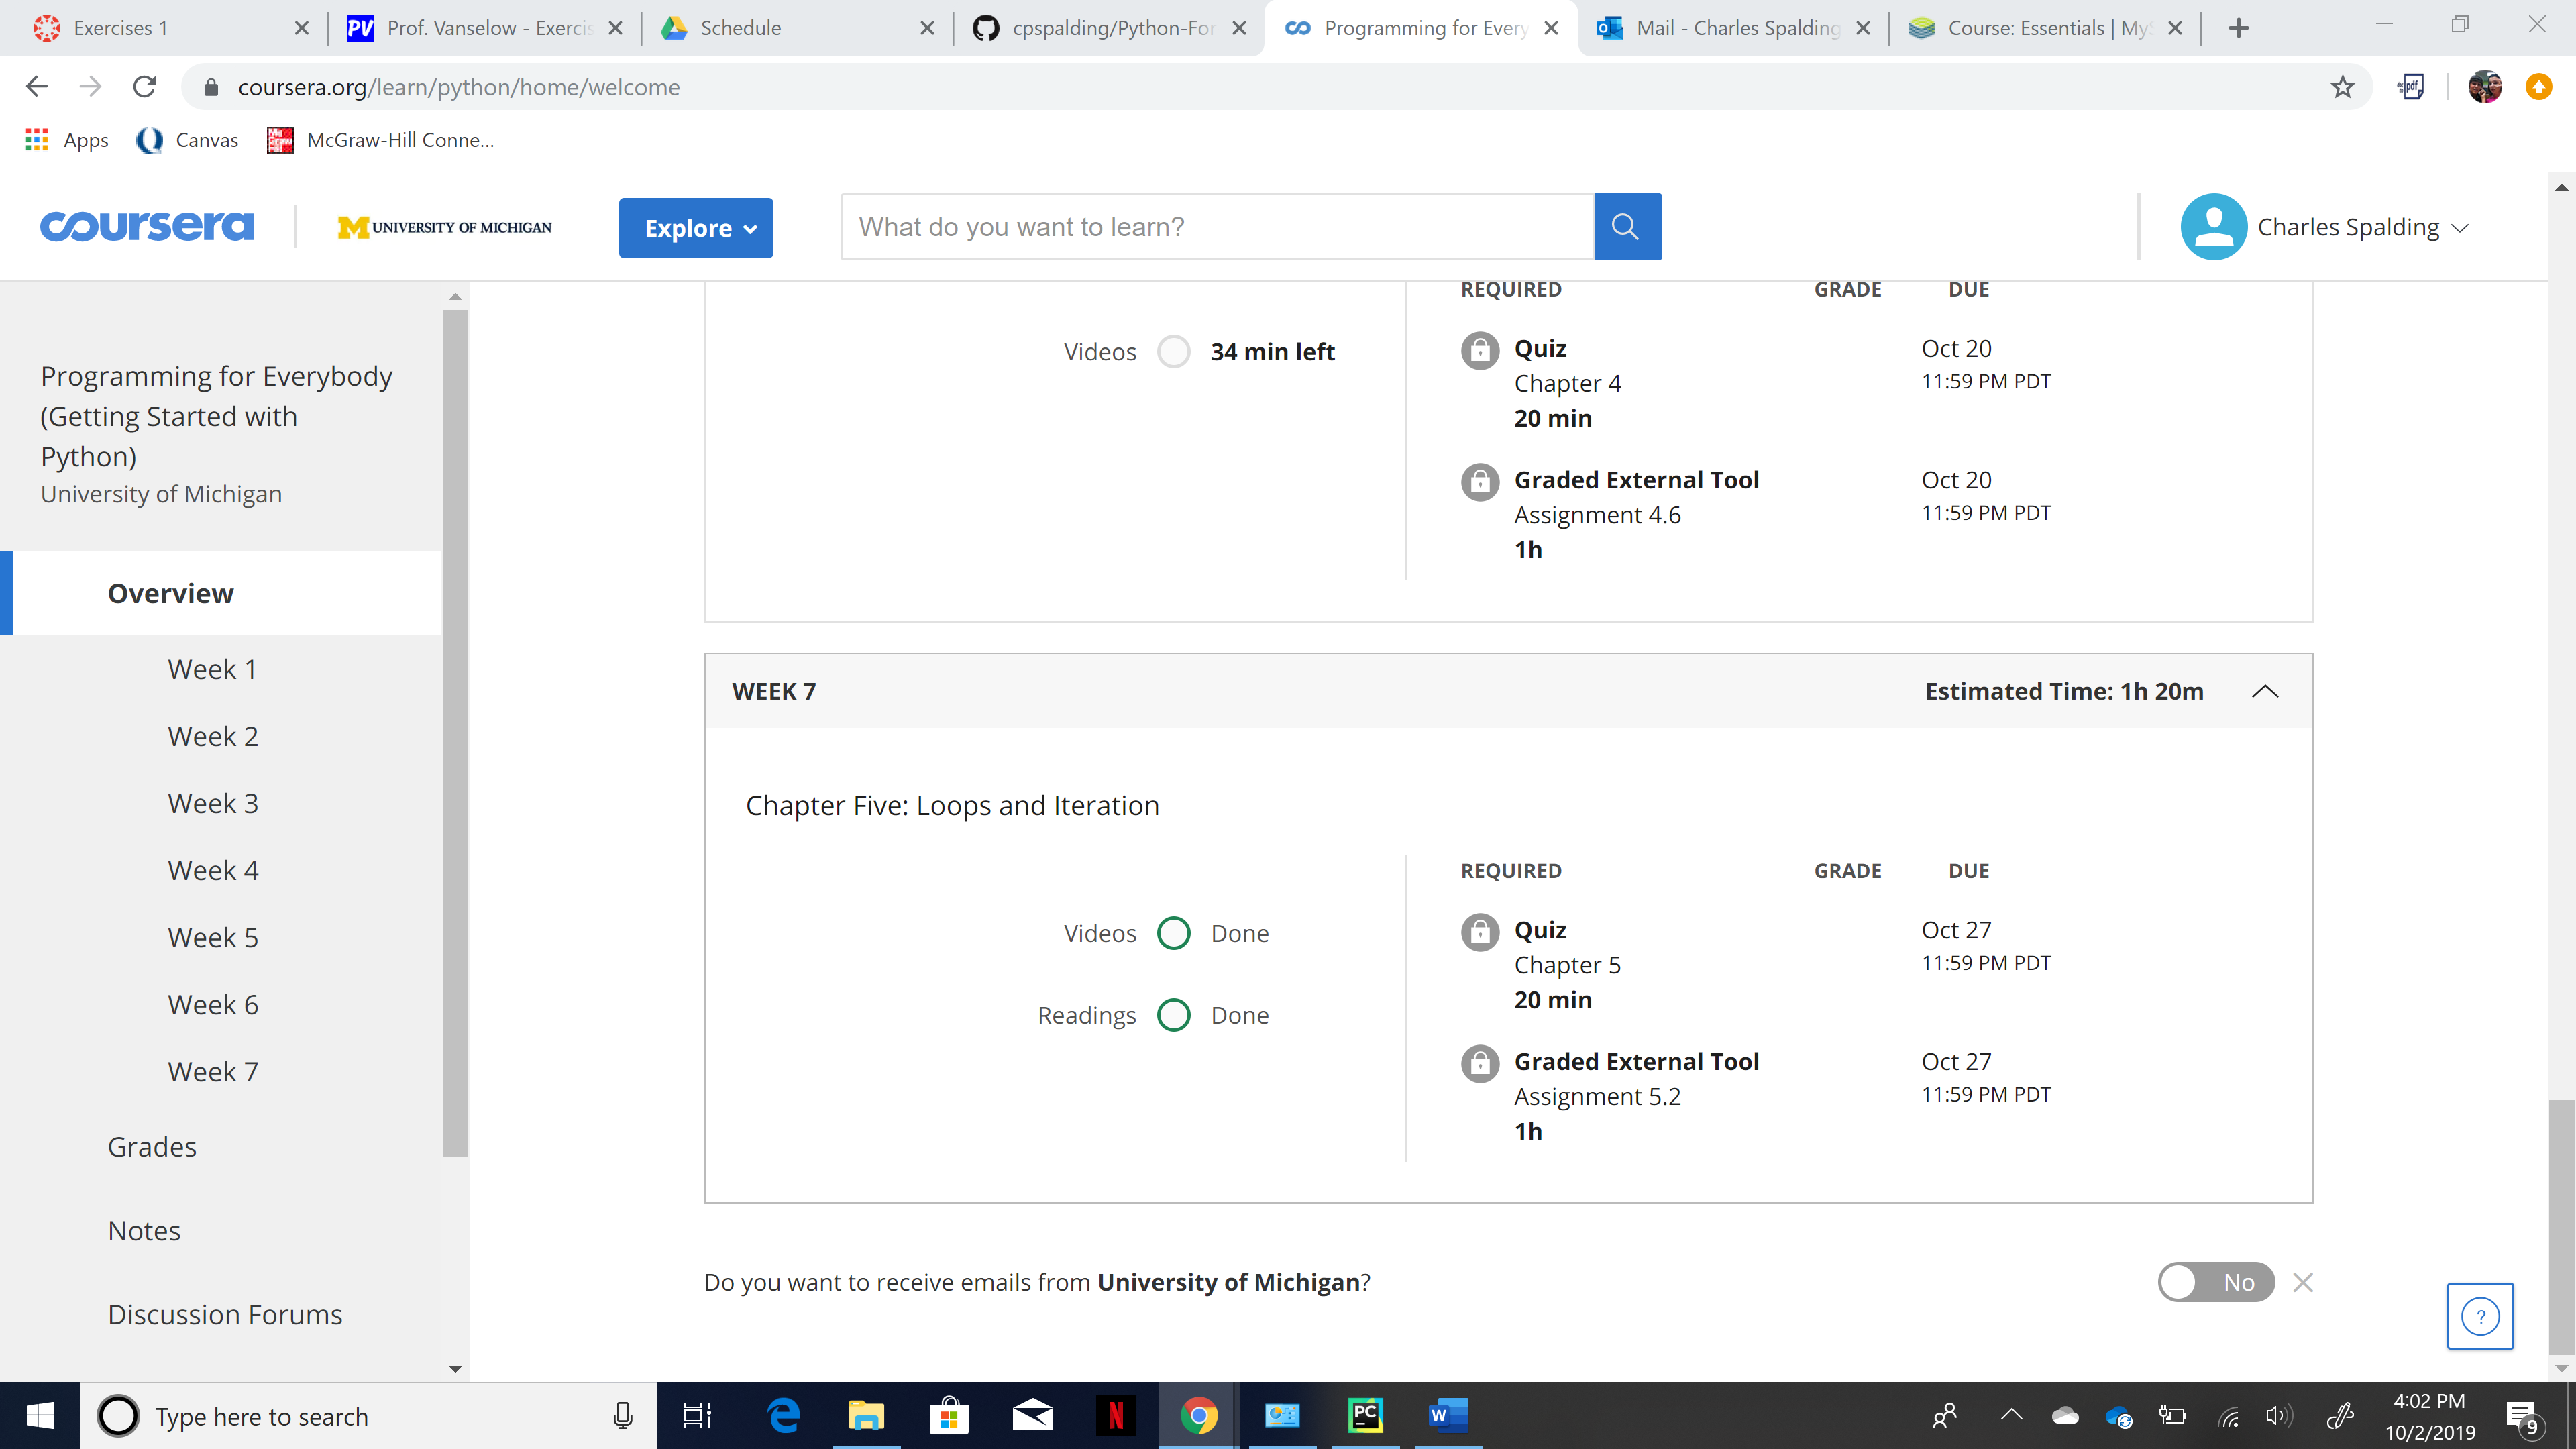 Exercises 1
Prof. Vanselow - Exercis
Schedule
cpspalding/Python-For
Programming for Every
Mail - Charles Spalding
Course: Essentials | My
coursera.org/learn/python/home/welcome
Apps
Canvas
McGraw-Hill Conne...
coursera
UNIVERSITY OF MICHIGAN
Explore
What do you want to learn?
Charles Spalding
Programming for Everybody
(Getting Started with
Python)
University of Michigan
Overview
Week 1
Week 2
Week 3
Week 4
Week 5
Week 6
Week 7
Grades
Notes
Discussion Forums
REQUIRED GRADE DUE
Videos 34 min left
Quiz Oct 20
Chapter 4 11:59 PM PDT
20 min
Graded External Tool Oct 20
Assignment 4.6 11:59 PM PDT
1h
WEEK 7 Estimated Time: 1h 20m
Chapter Five: Loops and Iteration
REQUIRED GRADE DUE
Videos Done
Readings Done
Quiz Oct 27
Chapter 5 11:59 PM PDT
20 min
Graded External Tool Oct 27
Assignment 5.2 11:59 PM PDT
1h
Do you want to receive emails from University of Michigan?
No
?
Type here to search
4:02 PM
10/2/2019
9